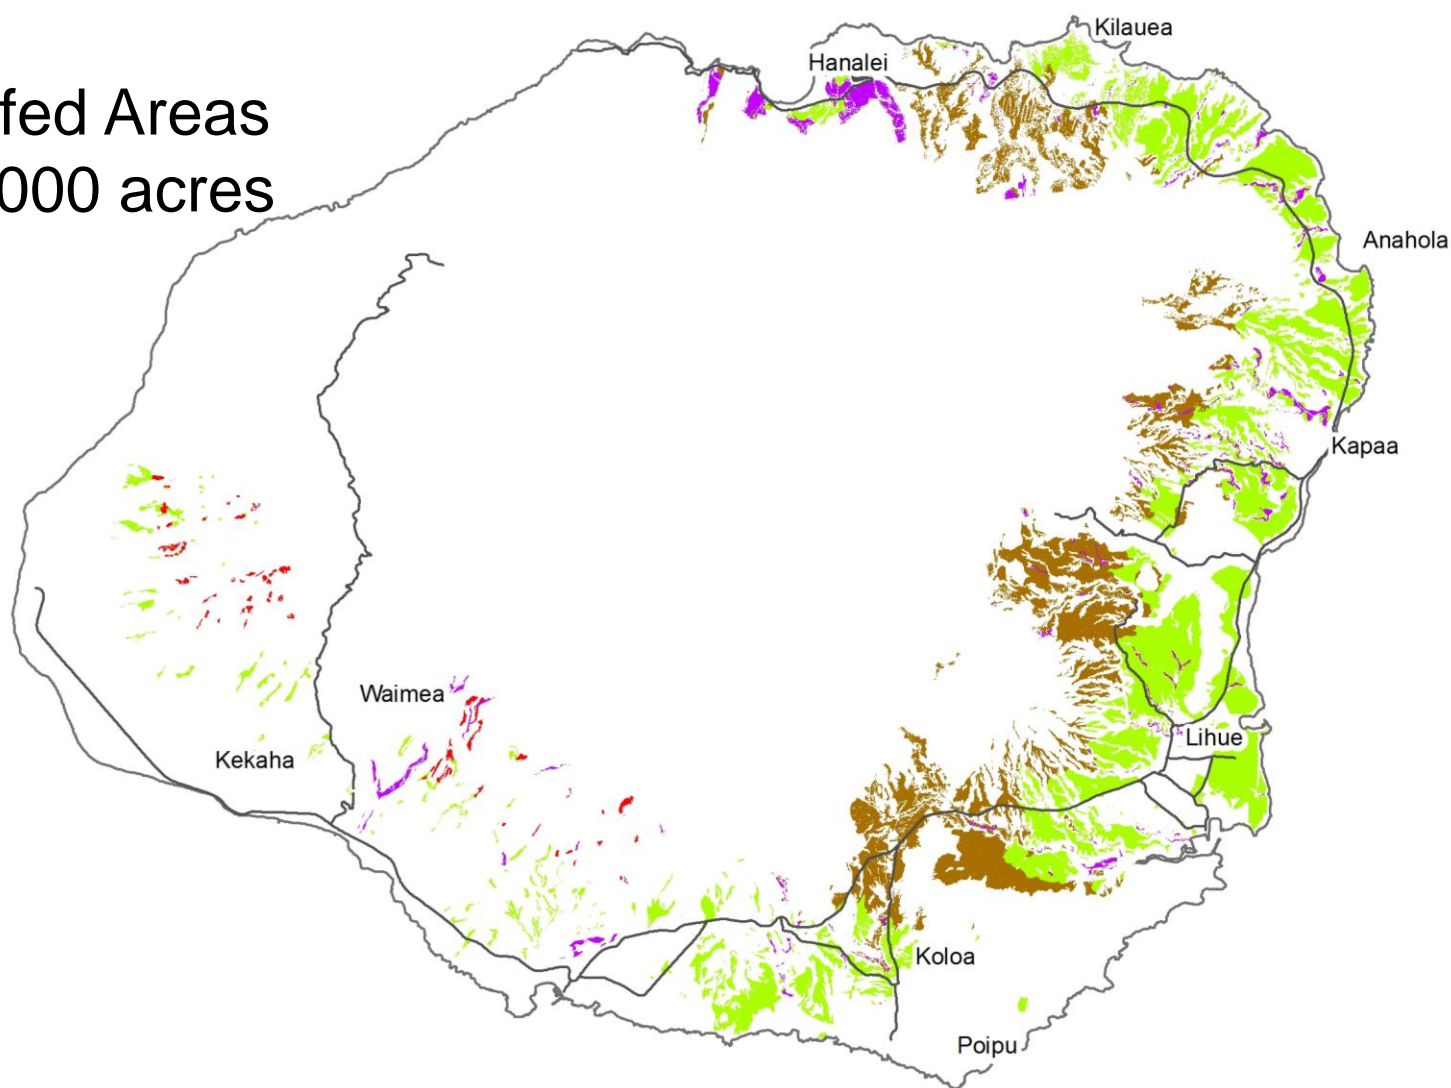 fed Areas
000 acres
Kilauea
Hanalei
Anahola
Kapaa
Waimea
Lihue
Kekaha
Koloa
Poipu